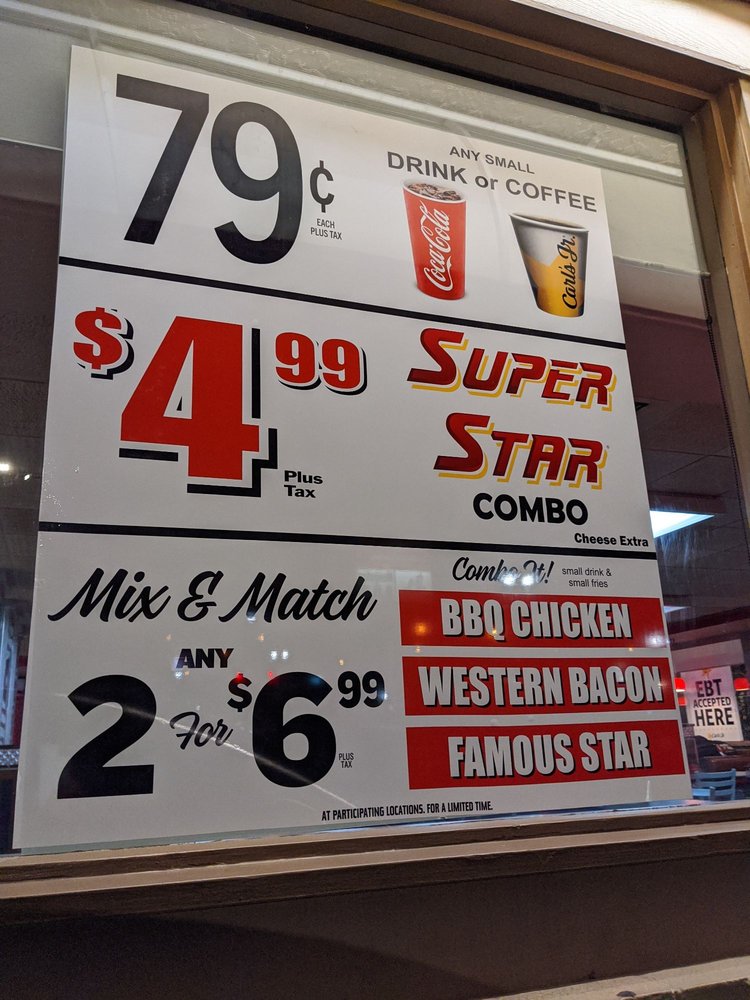 79¢
EACH
PLUS TAX
ANY SMALL
DRINK or COFFEE
Coca-Cola
Carl's Jr.
$4.99
Plus
Tax
SUPER
STAR®
COMBO
Cheese Extra
Mix & Match
ANY
2 For $6.99
PLUS
TAX
Combo It! small drink &
small fries
BBQ CHICKEN
WESTERN BACON
FAMOUS STAR
AT PARTICIPATING LOCATIONS. FOR A LIMITED TIME.
EBT
ACCEPTED
HERE